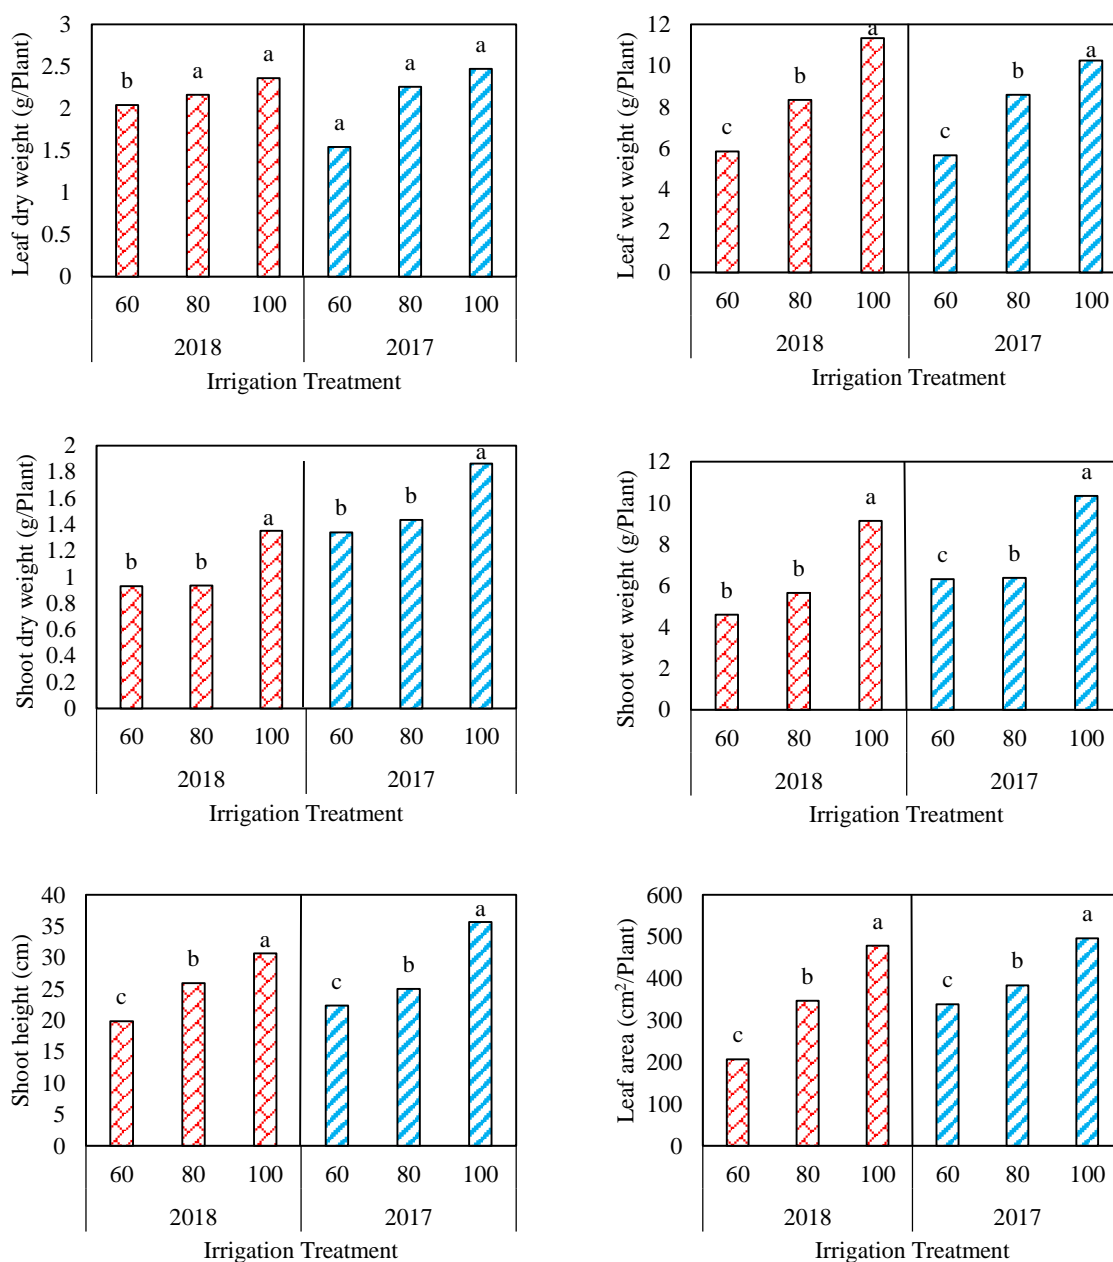 Leaf dry weight (g/Plant)
3
2.5
2
1.5
1
0.5
0
b
a
a
a
a
a
60 80 100 60 80 100
2018 2017
Irrigation Treatment
Leaf wet weight (g/Plant)
12
10
8
6
4
2
0
c
b
a
c
b
a
60 80 100 60 80 100
2018 2017
Irrigation Treatment
Shoot dry weight (g/Plant)
2
1.8
1.6
1.4
1.2
1
0.8
0.6
0.4
0.2
0
b
b
a
b
b
a
60 80 100 60 80 100
2018 2017
Irrigation Treatment
Shoot wet weight (g/Plant)
12
10
8
6
4
2
0
b
b
a
c
b
a
60 80 100 60 80 100
2018 2017
Irrigation Treatment
Shoot height (cm)
40
35
30
25
20
15
10
5
0
c
b
a
c
b
a
60 80 100 60 80 100
2018 2017
Irrigation Treatment
Leaf area (cm²/Plant)
600
500
400
300
200
100
0
c
b
a
c
b
a
60 80 100 60 80 100
2018 2017
Irrigation Treatment